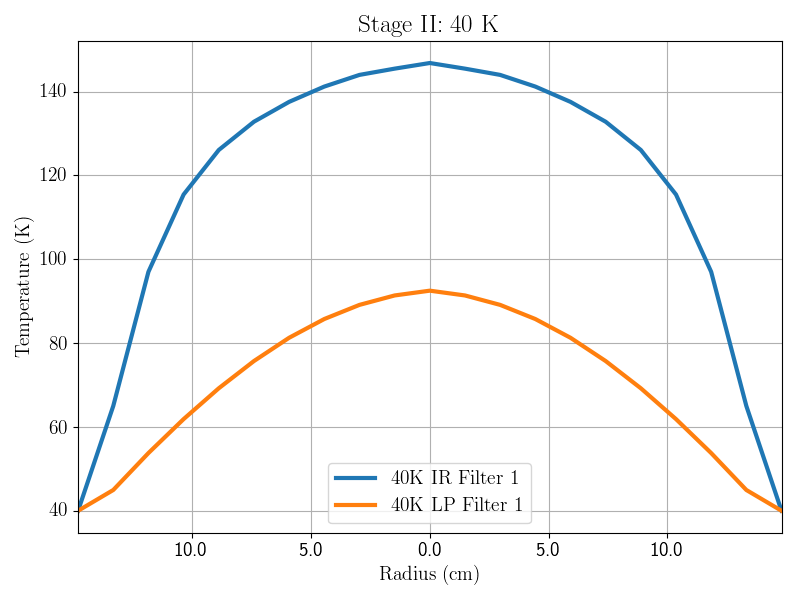 Stage II: 40 K
Temperature (K)
140
120
100
80
60
40
40K IR Filter 1
40K LP Filter 1
10.0 5.0 0.0 5.0 10.0
Radius (cm)